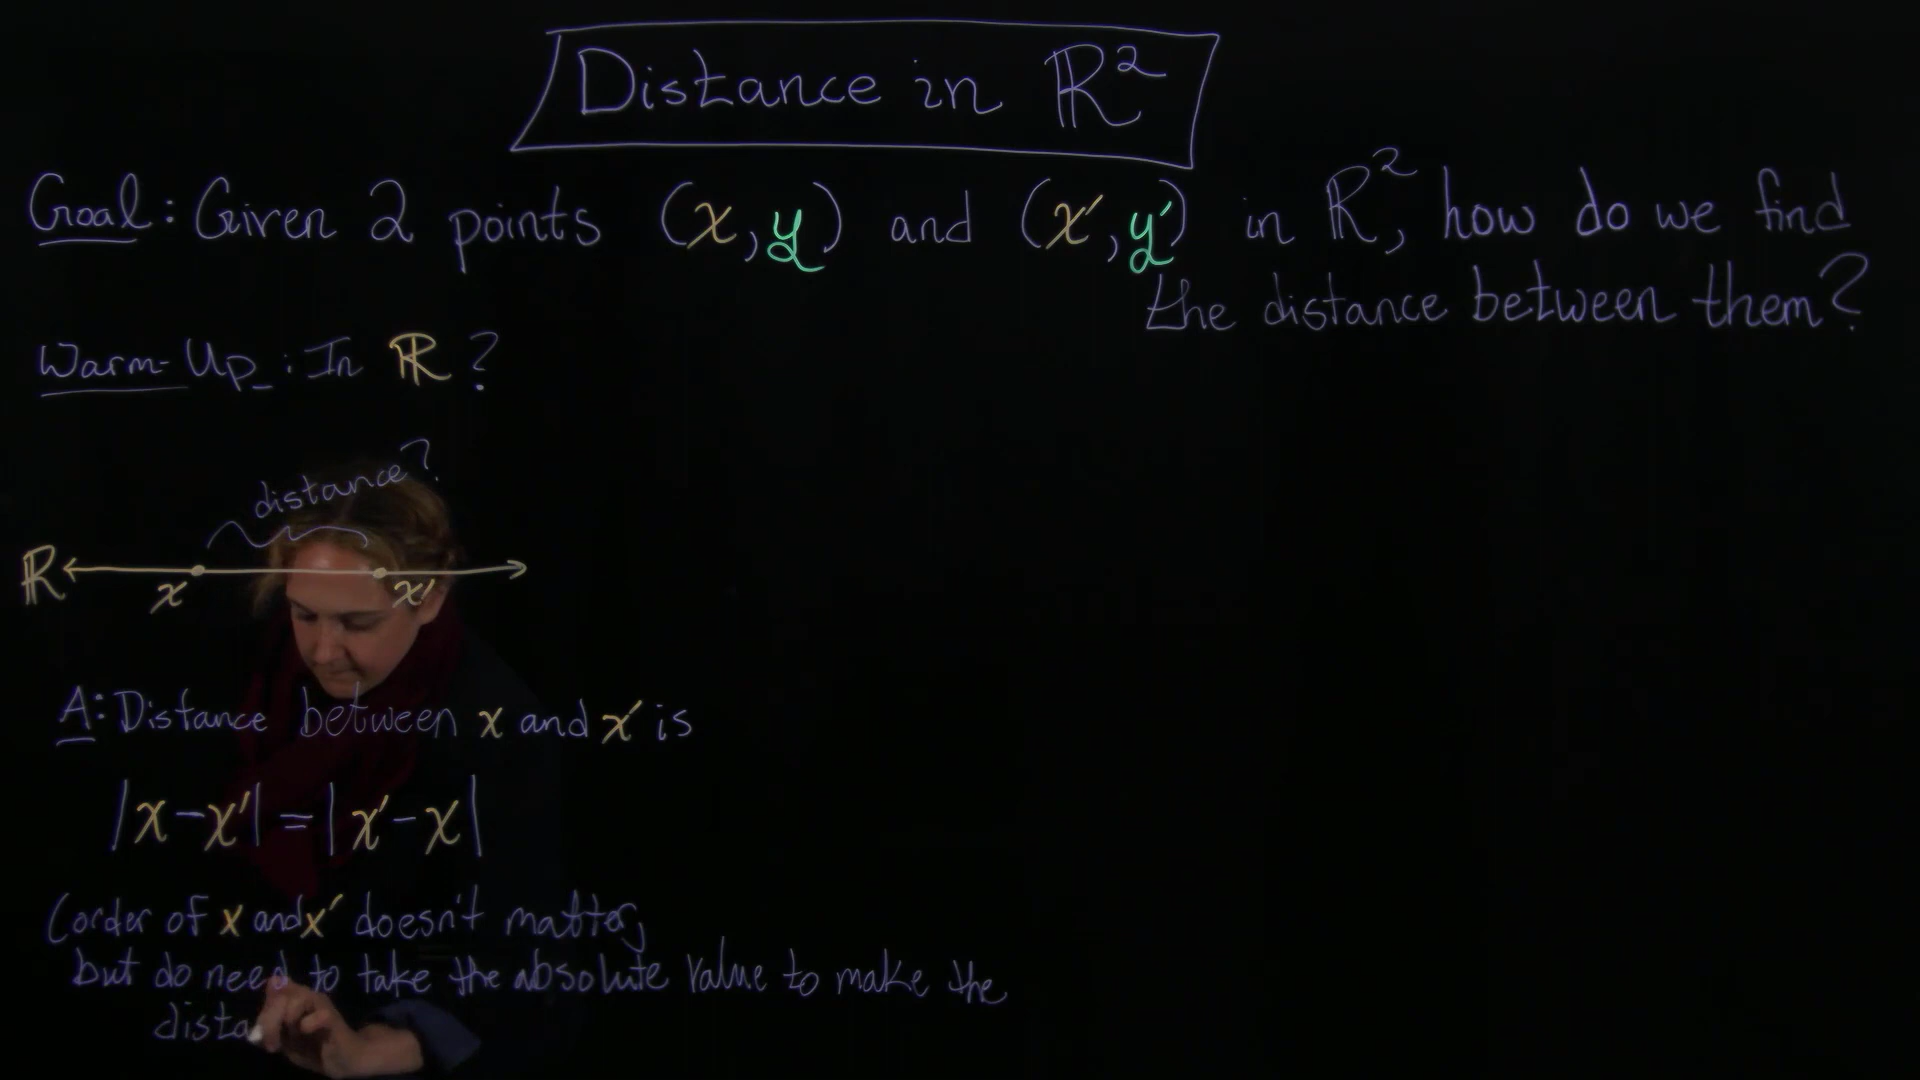 Distance in ℝ²
Goal: Given 2 points (x, y) and (x′, y′) in ℝ², how do we find
the distance between them?
Warm-Up: In ℝ?
distance?
ℝ
x x′
A: Distance between x and x′ is
|x-x′| = |x′-x|
(order of x and x′ doesn't matter,
but do need to take the absolute value to make the
dista